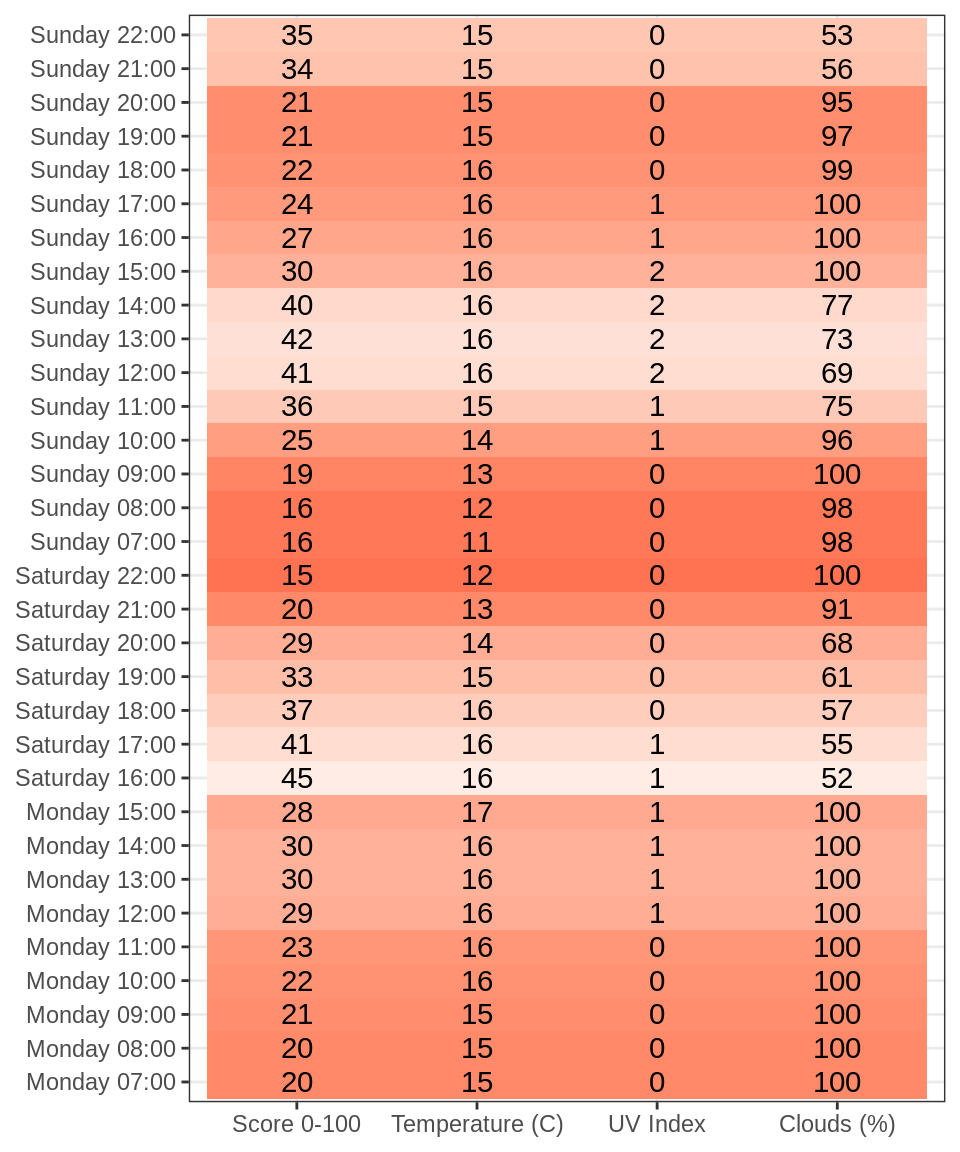 Sunday 22:00 35 15 0 53
Sunday 21:00 34 15 0 56
Sunday 20:00 21 15 0 95
Sunday 19:00 21 15 0 97
Sunday 18:00 22 16 0 99
Sunday 17:00 24 16 1 100
Sunday 16:00 27 16 1 100
Sunday 15:00 30 16 2 100
Sunday 14:00 40 16 2 77
Sunday 13:00 42 16 2 73
Sunday 12:00 41 16 2 69
Sunday 11:00 36 15 1 75
Sunday 10:00 25 14 1 96
Sunday 09:00 19 13 0 100
Sunday 08:00 16 12 0 98
Sunday 07:00 16 11 0 98
Saturday 22:00 15 12 0 100
Saturday 21:00 20 13 0 91
Saturday 20:00 29 14 0 68
Saturday 19:00 33 15 0 61
Saturday 18:00 37 16 0 57
Saturday 17:00 41 16 1 55
Saturday 16:00 45 16 1 52
Monday 15:00 28 17 1 100
Monday 14:00 30 16 1 100
Monday 13:00 30 16 1 100
Monday 12:00 29 16 1 100
Monday 11:00 23 16 0 100
Monday 10:00 22 16 0 100
Monday 09:00 21 15 0 100
Monday 08:00 20 15 0 100
Monday 07:00 20 15 0 100
Score 0-100 Temperature (C) UV Index Clouds (%)